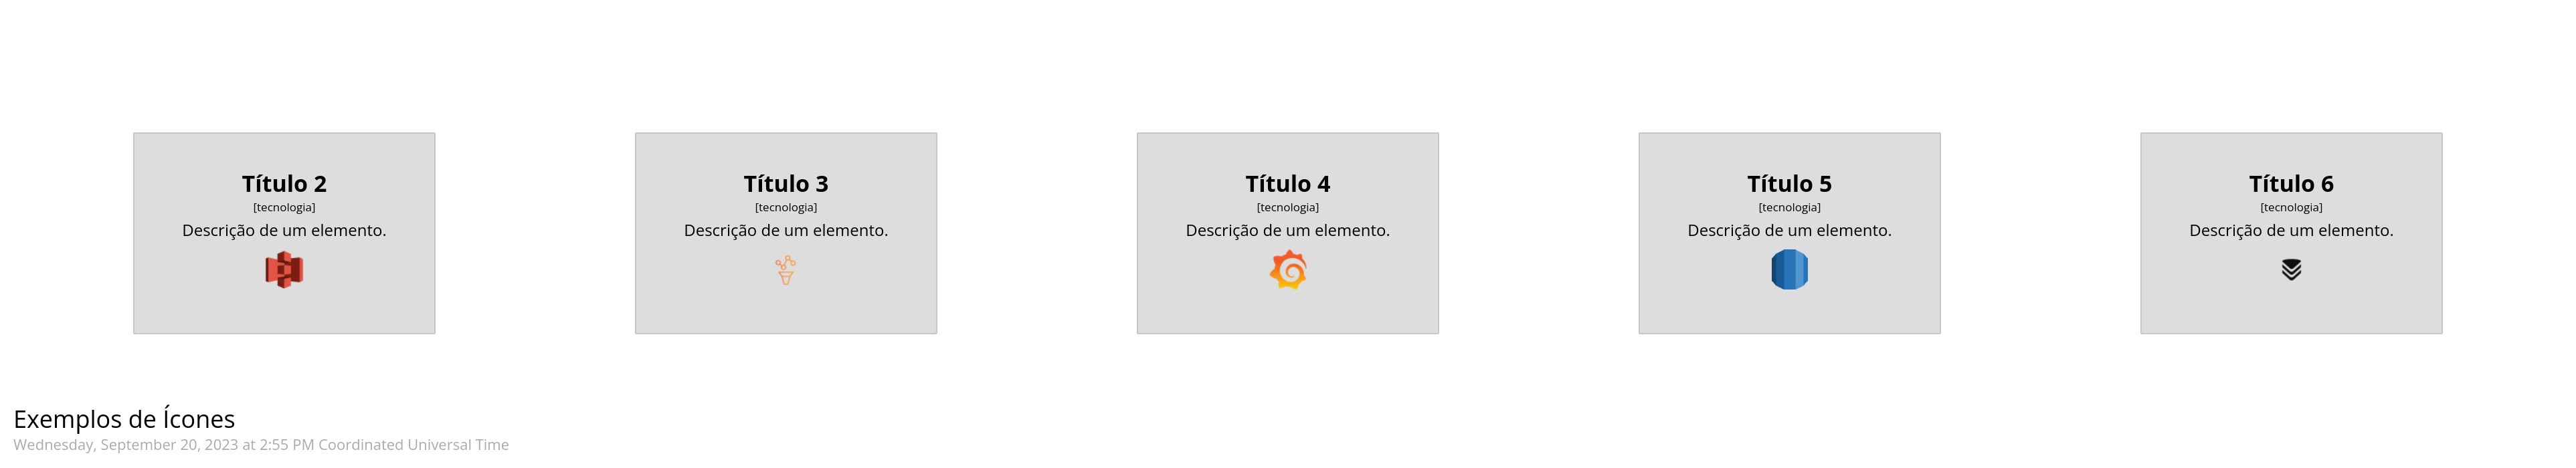 Título 2
[tecnologia]
Descrição de um elemento.
Título 3
[tecnologia]
Descrição de um elemento.
Título 4
[tecnologia]
Descrição de um elemento.
Título 5
[tecnologia]
Descrição de um elemento.
Título 6
[tecnologia]
Descrição de um elemento.
Exemplos de Ícones
Wednesday, September 20, 2023 at 2:55 PM Coordinated Universal Time